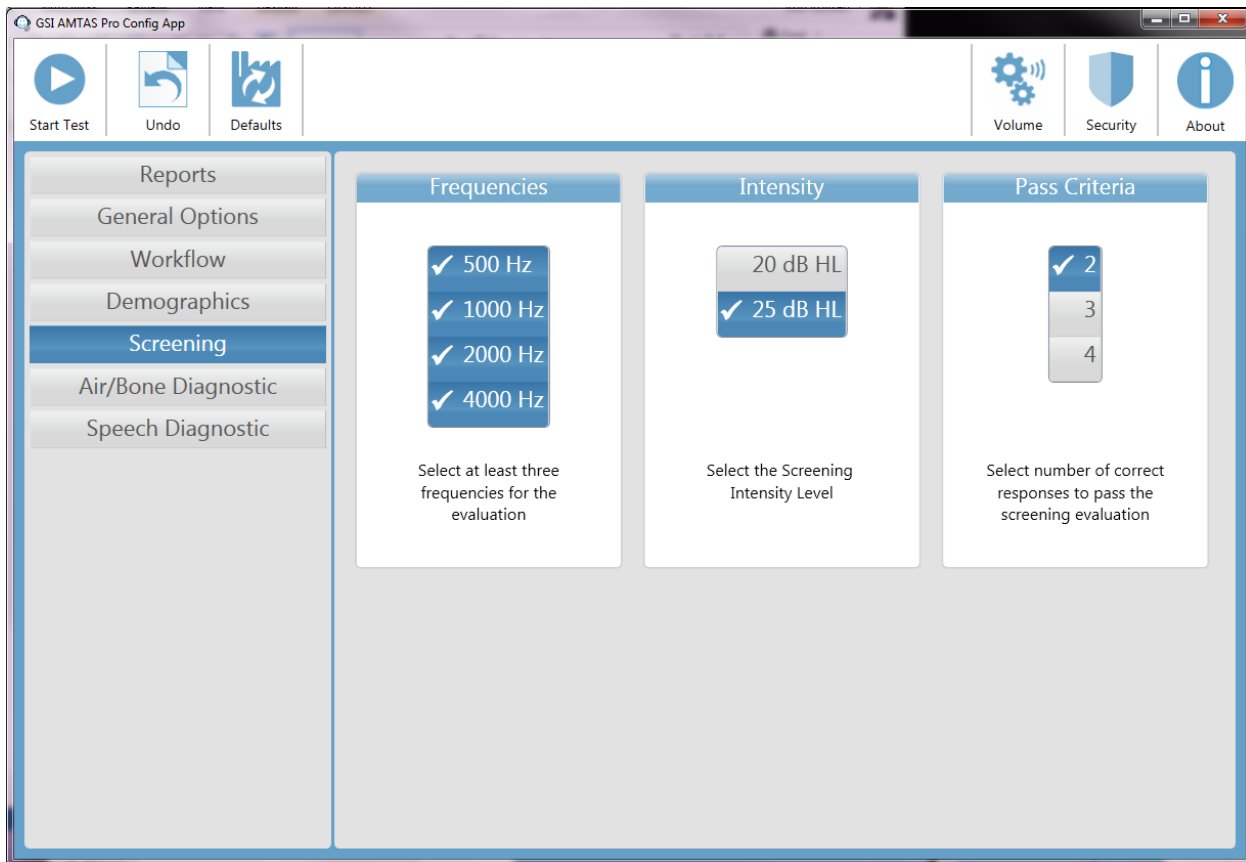 GSI AMTAS Pro Config App
Start Test
Undo
Defaults
Volume
Security
About
Reports
General Options
Workflow
Demographics
Screening
Air/Bone Diagnostic
Speech Diagnostic
Frequencies
500 Hz
1000 Hz
2000 Hz
4000 Hz
Select at least three
frequencies for the
evaluation
Intensity
20 dB HL
25 dB HL
Select the Screening
Intensity Level
Pass Criteria
2
3
4
Select number of correct
responses to pass the
screening evaluation